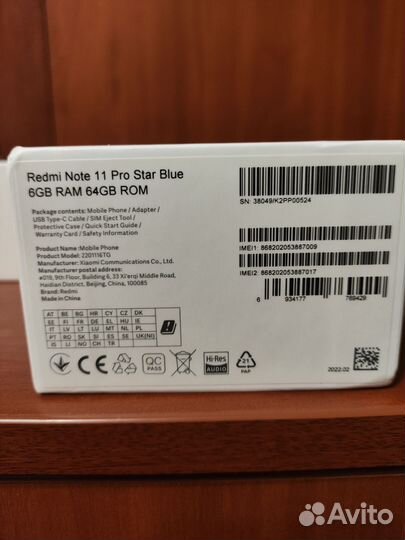 Redmi Note 11 Pro Star Blue
6GB RAM 64GB ROM
Package contents: Mobile Phone / Adapter /
USB Type-C Cable / SIM Eject Tool /
Protective Case / Quick Start Guide /
Warranty Card / Safety Information
Product Name: Mobile Phone
Product Model: 2201116TG
Manufacturer: Xiaomi Communications Co., Ltd.
Manufacturer Address:
#019, 9th Floor, Building 6, 33 Xi'erqi Middle Road,
Haidian District, Beijing, China, 100085
Brand: Redmi
Made in China
SN: 38049/K2PP00524
IMEI1: 868202053887009
IMEI2: 868202053887017
6 934177 769429
AT BE BG HR CY CZ DK
EE FI FR DE EL HU IE
IT LV LT LU MT NL PL
PT RO SK SI ES SE UK(NI)
IS LI NO CH TR
CE
QC
PASS
Hi-Res
AUDIO
21
PAP
2022.02
Avito